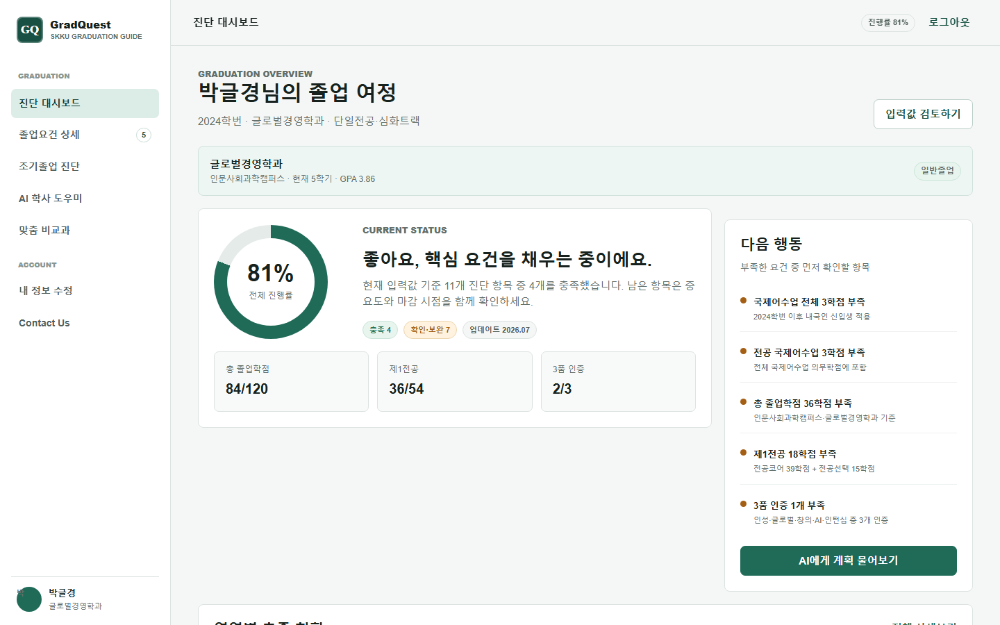 GQ
GradQuest
SKKU GRADUATION GUIDE
GRADUATION
진단 대시보드
졸업요건 상세
5
조기졸업 진단
AI 학사 도우미
맞춤 비교과
ACCOUNT
내 정보 수정
Contact Us
박
박글경
글로벌경영학과
진단 대시보드
진행률 81%
로그아웃
GRADUATION OVERVIEW
박글경님의 졸업 여정
2024학번 · 글로벌경영학과 · 단일전공·심화트랙
입력값 검토하기
글로벌경영학과
인문사회과학캠퍼스 · 현재 5학기 · GPA 3.86
일반졸업
81%
전체 진행률
CURRENT STATUS
좋아요, 핵심 요건을 채우는 중이에요.
현재 입력값 기준 11개 진단 항목 중 4개를 충족했습니다. 남은 항목은 중
요도와 마감 시점을 함께 확인하세요.
충족 4
확인·보완 7
업데이트 2026.07
총 졸업학점
84/120
제1전공
36/54
3품 인증
2/3
다음 행동
부족한 요건 중 먼저 확인할 항목
국제어수업 전체 3학점 부족
2024학번 이후 내국인 신입생 적용
전공 국제어수업 3학점 부족
전체 국제어수업 의무학점에 포함
총 졸업학점 36학점 부족
인문사회과학캠퍼스·글로벌경영학과 기준
제1전공 18학점 부족
전공코어 39학점 + 전공선택 15학점
3품 인증 1개 부족
인성·글로벌·창의·AI·인턴십 중 3개 인증
AI에게 계획 물어보기